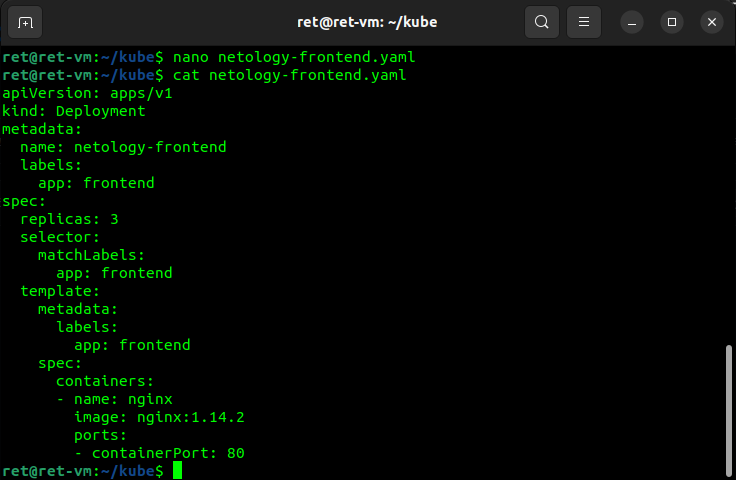 ret@ret-vm: ~/kube
ret@ret-vm:~/kube$ nano netology-frontend.yaml
ret@ret-vm:~/kube$ cat netology-frontend.yaml
apiVersion: apps/v1
kind: Deployment
metadata:
  name: netology-frontend
  labels:
    app: frontend
spec:
  replicas: 3
  selector:
    matchLabels:
      app: frontend
  template:
    metadata:
      labels:
        app: frontend
    spec:
      containers:
      - name: nginx
        image: nginx:1.14.2
        ports:
        - containerPort: 80
ret@ret-vm:~/kube$